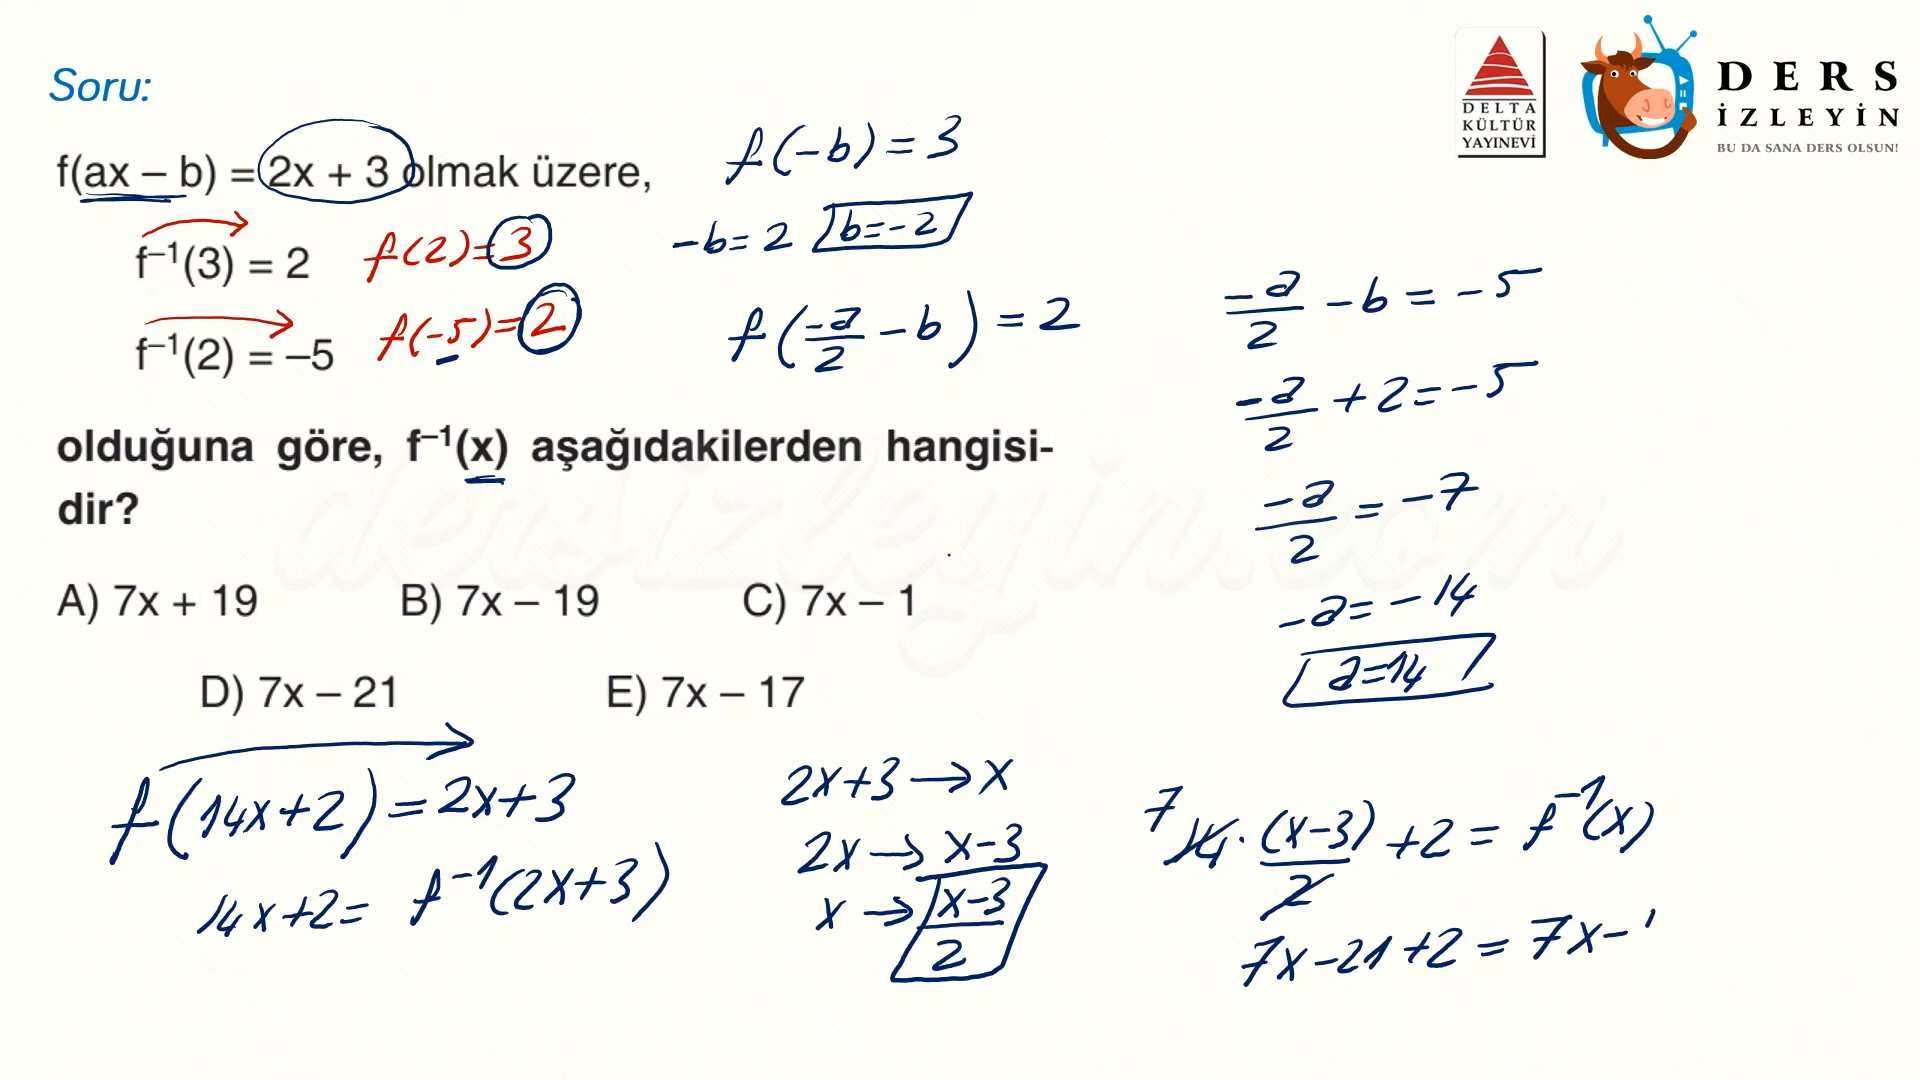 Soru:
f(ax – b) = 2x + 3 olmak üzere,
f⁻¹(3) = 2
f⁻¹(2) = –5
olduğuna göre, f⁻¹(x) aşağıdakilerden hangisi-
dir?
A) 7x + 19 B) 7x – 19 C) 7x – 1
D) 7x – 21 E) 7x – 17
f(2)=3
f(-5)=2
f(-b)=3
-b=2 b=-2
f(-a/2 -b)=2
-a/2 -b=-5
-a/2 +2=-5
-a/2 = -7
-a=-14
a=14
f(14x+2)=2x+3
14x+2= f⁻¹(2x+3)
2x+3→x
2x→x-3
x→x-3/2
7 14.(x-3)/2 +2= f⁻¹(x)
7x-21+2=7x-
DELTA
KÜLTÜR
YAYINEVİ
DERS
İZLEYİN
BU DA SANA DERS OLSUN!
dersizleyin.com